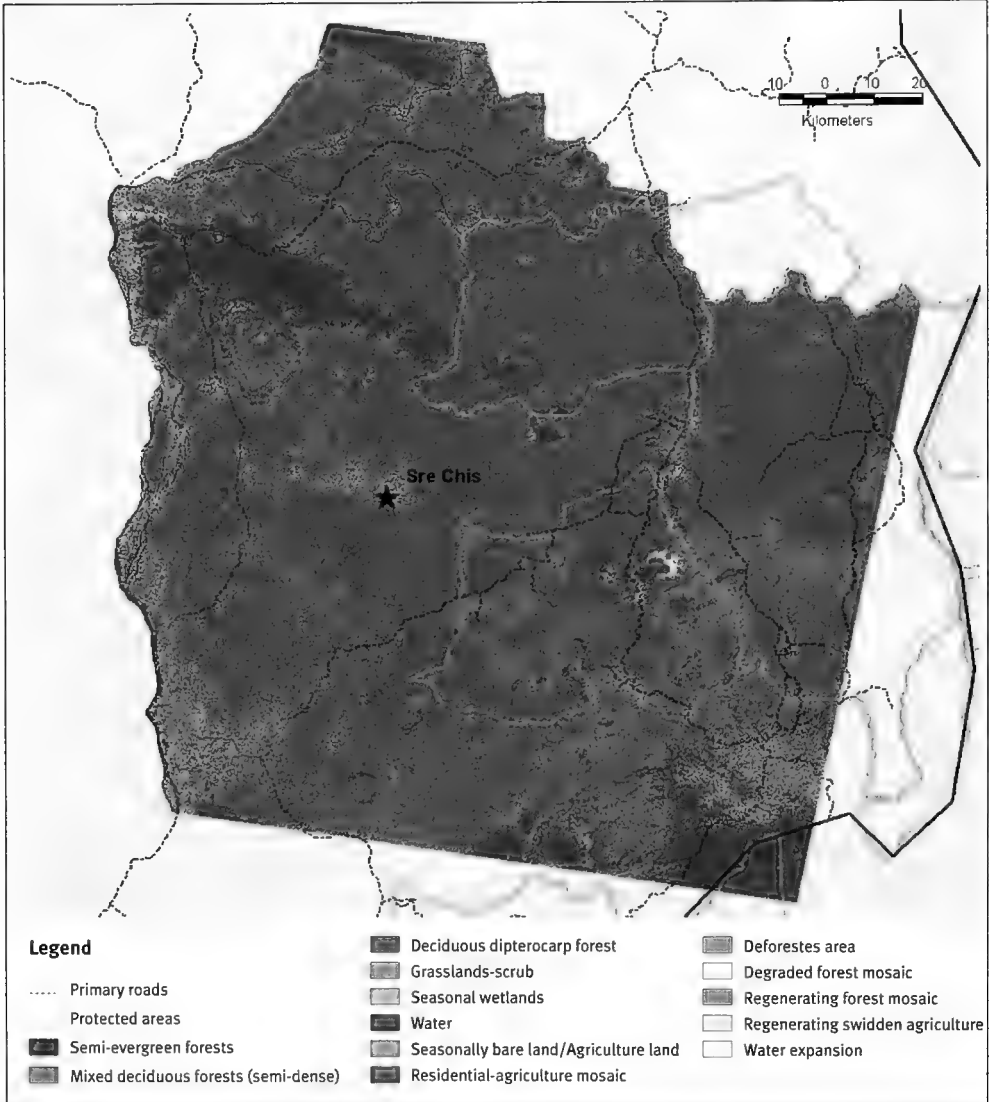 10 0 10 20
Kilometers
Sre Chis
Legend
Primary roads
Protected areas
Semi-evergreen forests
Mixed deciduous forests (semi-dense)
Deciduous dipterocarp forest
Grasslands-scrub
Seasonal wetlands
Water
Seasonally bare land/Agriculture land
Residential-agriculture mosaic
Deforestes area
Degraded forest mosaic
Regenerating forest mosaic
Regenerating swidden agriculture
Water expansion